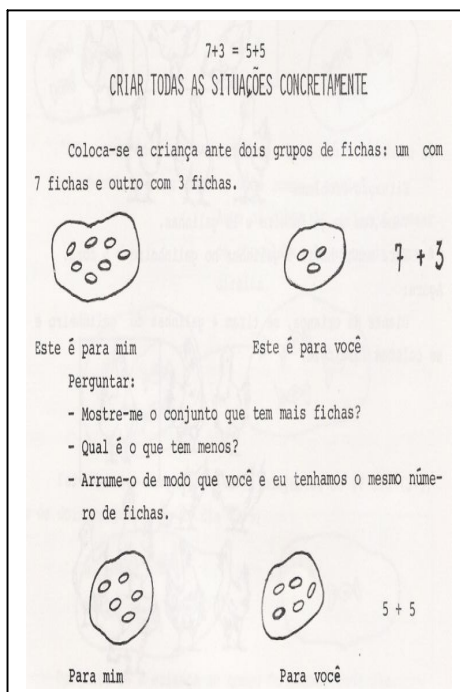 7+3 = 5+5
CRIAR TODAS AS SITUAÇÕES CONCRETAMENTE
Coloca-se a criança ante dois grupos de fichas: um com
7 fichas e outro com 3 fichas.
7 + 3
Este é para mim Este é para você
Perguntar:
- Mostre-me o conjunto que tem mais fichas?
- Qual é o que tem menos?
- Arrume-o de modo que você e eu tenhamos o mesmo núme-
ro de fichas.
5 + 5
Para mim Para você